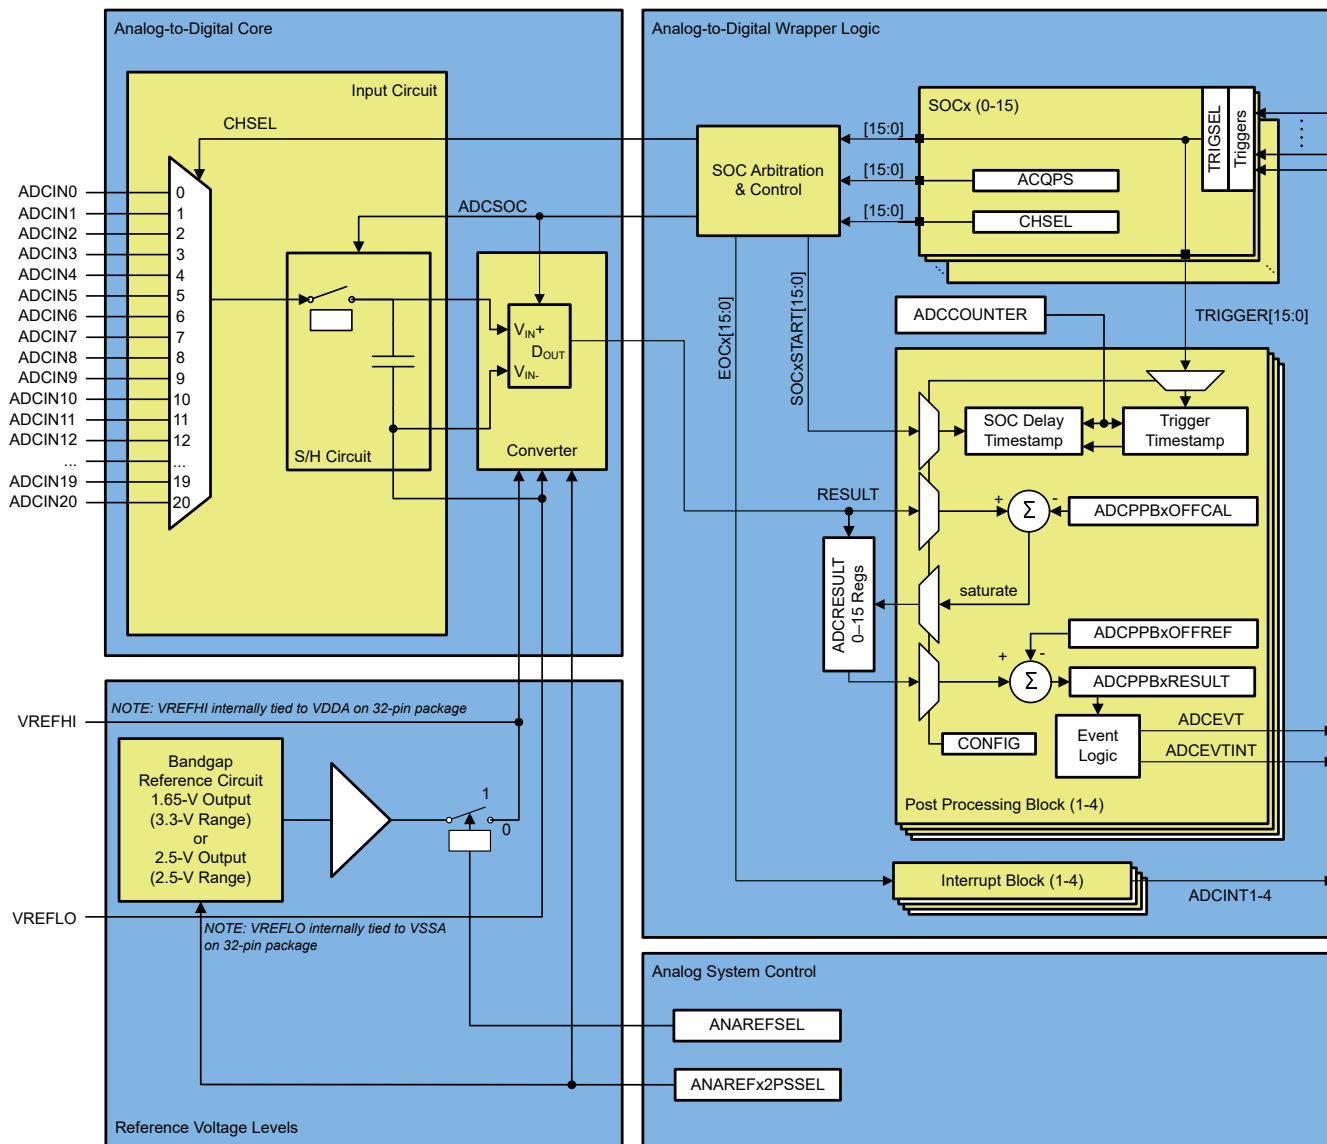 Analog-to-Digital Core
Input Circuit
CHSEL
ADCIN0 0
ADCIN1 1
ADCIN2 2
ADCIN3 3
ADCIN4 4
ADCIN5 5
ADCIN6 6
ADCIN7 7
ADCIN8 8
ADCIN9 9
ADCIN10 10
ADCIN11 11
ADCIN12 12
... ...
ADCIN19 19
ADCIN20 20
ADCSOC
S/H Circuit
VIN+
DOUT
VIN-
Converter
Analog-to-Digital Wrapper Logic
SOCx (0-15)
TRIGSEL
Triggers
[15:0]
[15:0]
[15:0]
ACQPS
CHSEL
SOC Arbitration
& Control
EOCx[15:0]
SOCxSTART[15:0]
ADCCOUNTER
TRIGGER[15:0]
SOC Delay
Timestamp
Trigger
Timestamp
RESULT
+
-
Σ
ADCPPBxOFFCAL
saturate
ADCRESULT
0–15 Regs
ADCPPBxOFFREF
+
-
Σ
ADCPPBxRESULT
CONFIG
Event
Logic
ADCEVT
ADCEVTINT
Post Processing Block (1-4)
Interrupt Block (1-4)
ADCINT1-4
VREFHI
NOTE: VREFHI internally tied to VDDA on 32-pin package
Bandgap
Reference Circuit
1.65-V Output
(3.3-V Range)
or
2.5-V Output
(2.5-V Range)
1
0
VREFLO
NOTE: VREFLO internally tied to VSSA
on 32-pin package
Reference Voltage Levels
Analog System Control
ANAREFSEL
ANAREFx2PSSEL